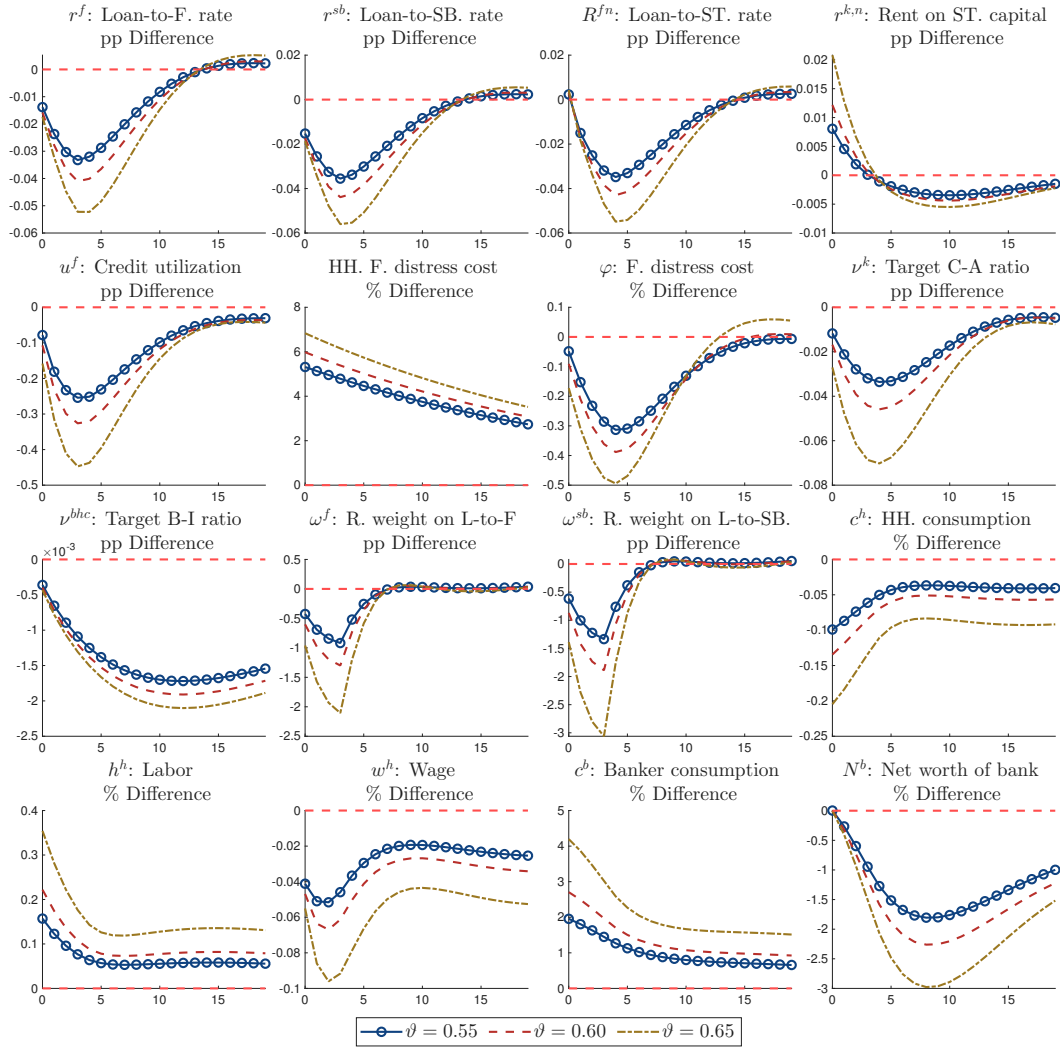 r^f: Loan-to-F. rate
pp Difference
r^sb: Loan-to-SB. rate
pp Difference
R^fn: Loan-to-ST. rate
pp Difference
r^k,n: Rent on ST. capital
pp Difference
0
-0.01
-0.02
-0.03
-0.04
-0.05
-0.06
0 5 10 15
0.02
0
-0.02
-0.04
-0.06
0 5 10 15
0.02
0
-0.02
-0.04
-0.06
0 5 10 15
0.02
0.015
0.01
0.005
0
-0.005
-0.01
0 5 10 15
u^f: Credit utilization
pp Difference
HH. F. distress cost
% Difference
φ: F. distress cost
% Difference
ν^k: Target C-A ratio
pp Difference
0
-0.1
-0.2
-0.3
-0.4
-0.5
0 5 10 15
8
6
4
2
0
0 5 10 15
0.1
0
-0.1
-0.2
-0.3
-0.4
-0.5
0 5 10 15
0
-0.02
-0.04
-0.06
-0.08
0 5 10 15
ν^bhc: Target B-I ratio
pp Difference
ω^f: R. weight on L-to-F
pp Difference
ω^sb: R. weight on L-to-SB.
pp Difference
c^h: HH. consumption
% Difference
×10^-3
0
-0.5
-1
-1.5
-2
-2.5
0 5 10 15
0.5
0
-0.5
-1
-1.5
-2
-2.5
0 5 10 15
0
-0.5
-1
-1.5
-2
-2.5
-3
0 5 10 15
0
-0.05
-0.1
-0.15
-0.2
-0.25
0 5 10 15
h^h: Labor
% Difference
w^h: Wage
% Difference
c^b: Banker consumption
% Difference
N^b: Net worth of bank
% Difference
0.4
0.3
0.2
0.1
0
0 5 10 15
0
-0.02
-0.04
-0.06
-0.08
-0.1
0 5 10 15
5
4
3
2
1
0
0 5 10 15
0
-0.5
-1
-1.5
-2
-2.5
-3
0 5 10 15
ϑ = 0.55 ϑ = 0.60 ϑ = 0.65